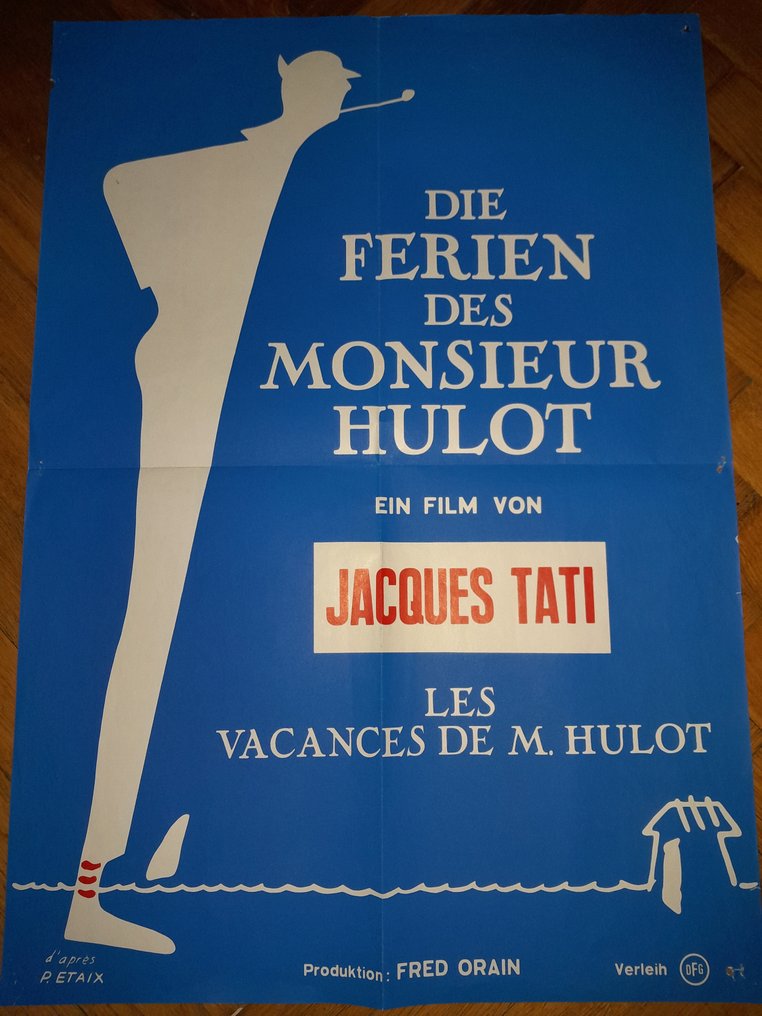 DIE
FERIEN
DES
MONSIEUR
HULOT
EIN FILM VON
JACQUES TATI
LES
VACANCES DE M. HULOT
d'après
P. ETAIX
Produktion: FRED ORAIN
Verleih DFG